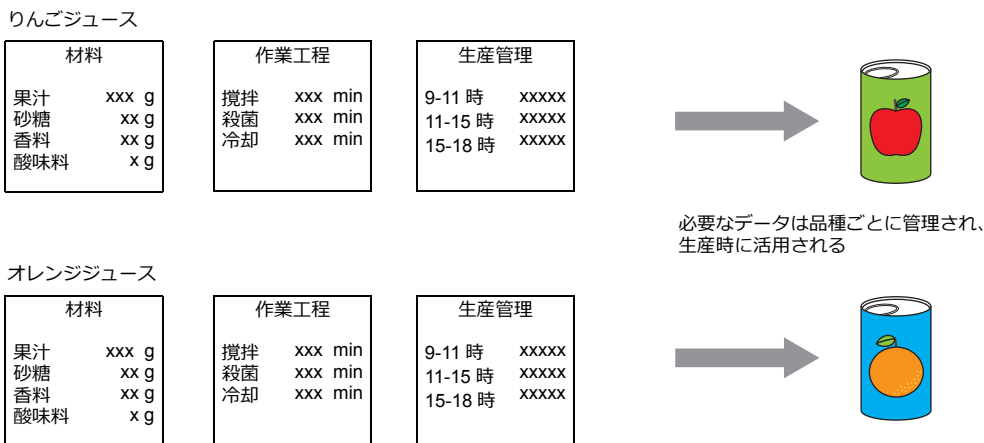 りんごジュース
材料
果汁 xxx g
砂糖 xx g
香料 xx g
酸味料 x g
作業工程
撹拌 xxx min
殺菌 xxx min
冷却 xxx min
生産管理
9-11 時 xxxxx
11-15 時 xxxxx
15-18 時 xxxxx
必要なデータは品種ごとに管理され、
生産時に活用される
オレンジジュース
材料
果汁 xxx g
砂糖 xx g
香料 xx g
酸味料 x g
作業工程
撹拌 xxx min
殺菌 xxx min
冷却 xxx min
生産管理
9-11 時 xxxxx
11-15 時 xxxxx
15-18 時 xxxxx